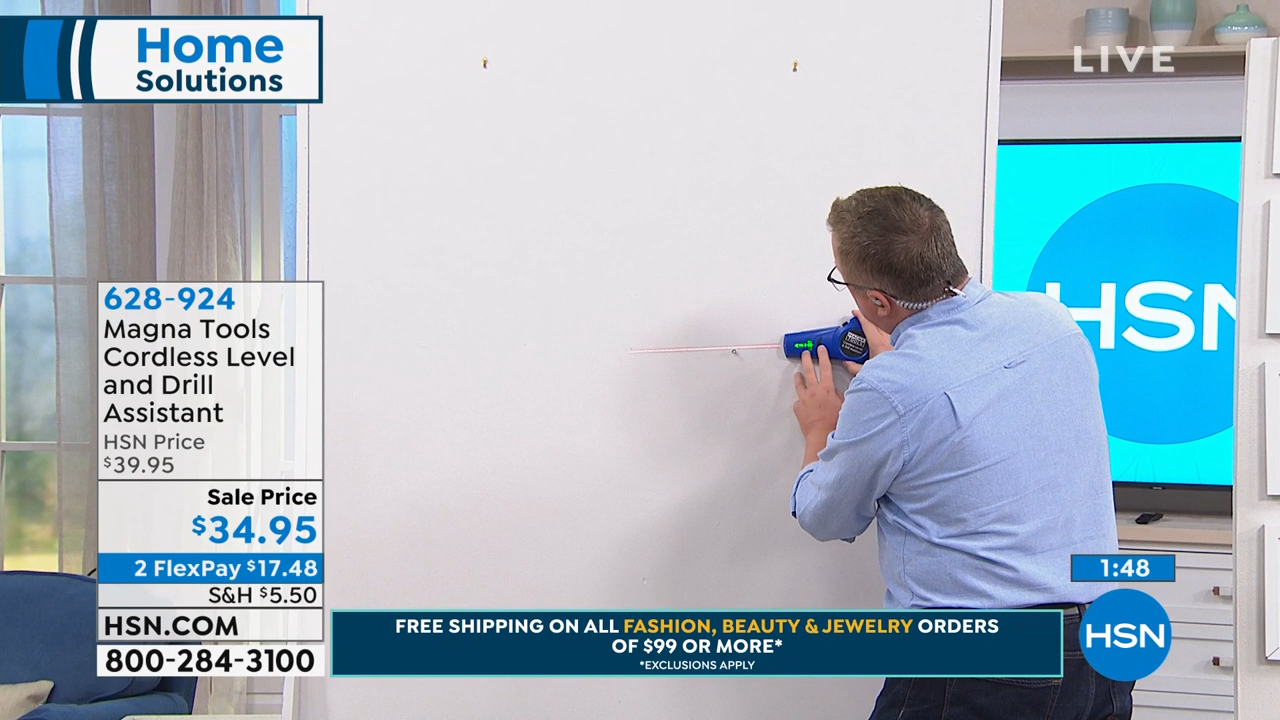 Home
Solutions
LIVE
628-924
Magna Tools
Cordless Level
and Drill
Assistant
HSN Price
$39.95
Sale Price
$34.95
2 FlexPay $17.48
S&H $5.50
HSN.COM
800-284-3100
HSN
1:48
FREE SHIPPING ON ALL FASHION, BEAUTY & JEWELRY ORDERS
OF $99 OR MORE*
*EXCLUSIONS APPLY
HSN